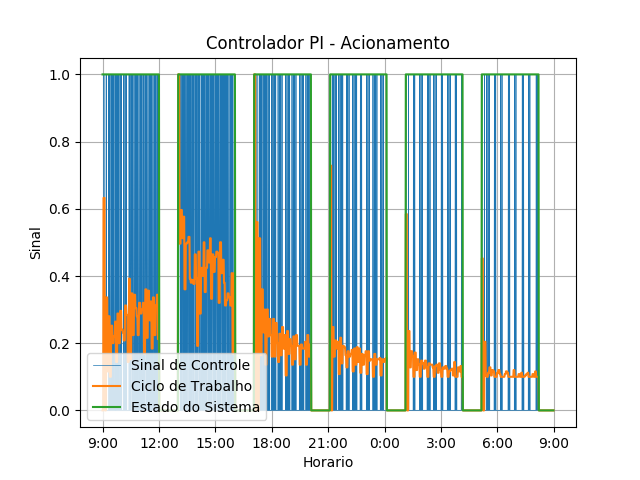 Controlador PI - Acionamento
Sinal
1.0
0.8
0.6
0.4
0.2
0.0
Sinal de Controle
Ciclo de Trabalho
Estado do Sistema
9:00 12:00 15:00 18:00 21:00 0:00 3:00 6:00 9:00
Horario